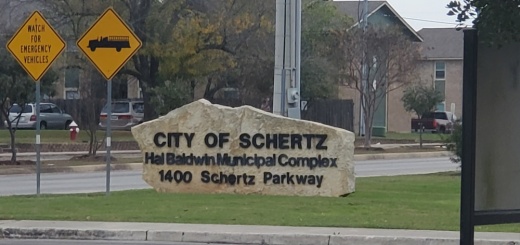 WATCH
FOR
EMERGENCY
VEHICLES
CITY OF SCHERTZ
Hal Baldwin Municipal Complex
1400 Schertz Parkway